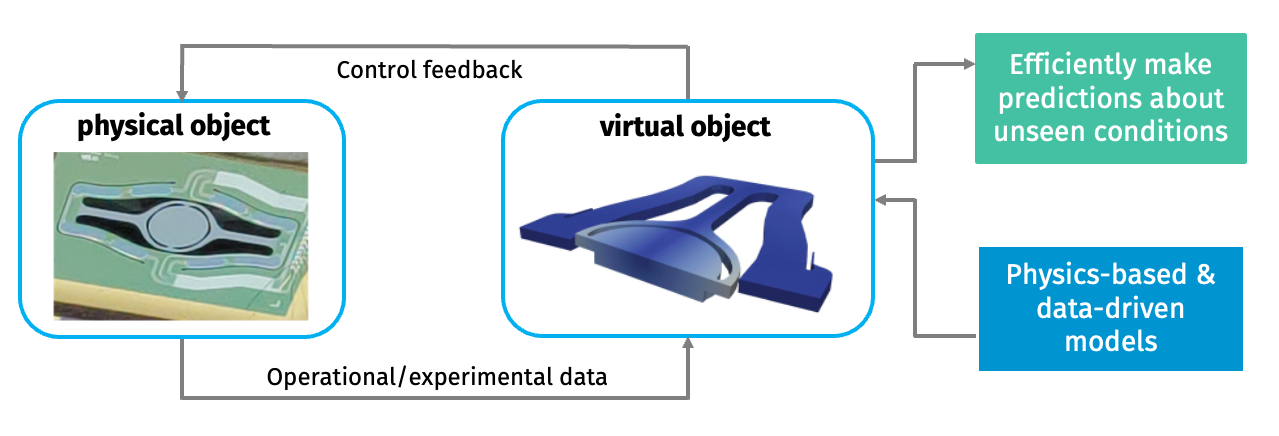 Control feedback
physical object
virtual object
Efficiently make
predictions about
unseen conditions
Physics-based &
data-driven
models
Operational/experimental data